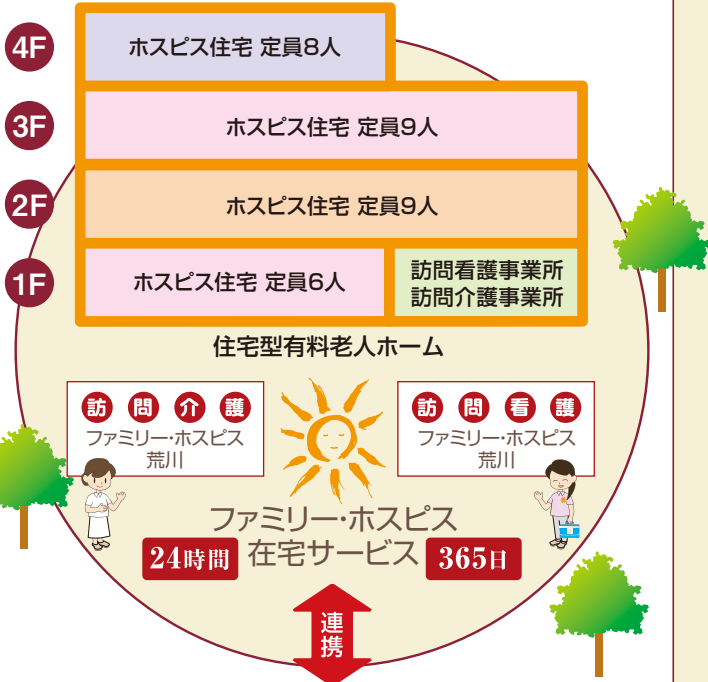 4F
ホスピス住宅 定員8人
3F
ホスピス住宅 定員9人
2F
ホスピス住宅 定員9人
1F
ホスピス住宅 定員6人
訪問看護事業所
訪問介護事業所
住宅型有料老人ホーム
訪問介護
ファミリー・ホスピス
荒川
訪問看護
ファミリー・ホスピス
荒川
ファミリー・ホスピス
24時間 在宅サービス 365日
連携